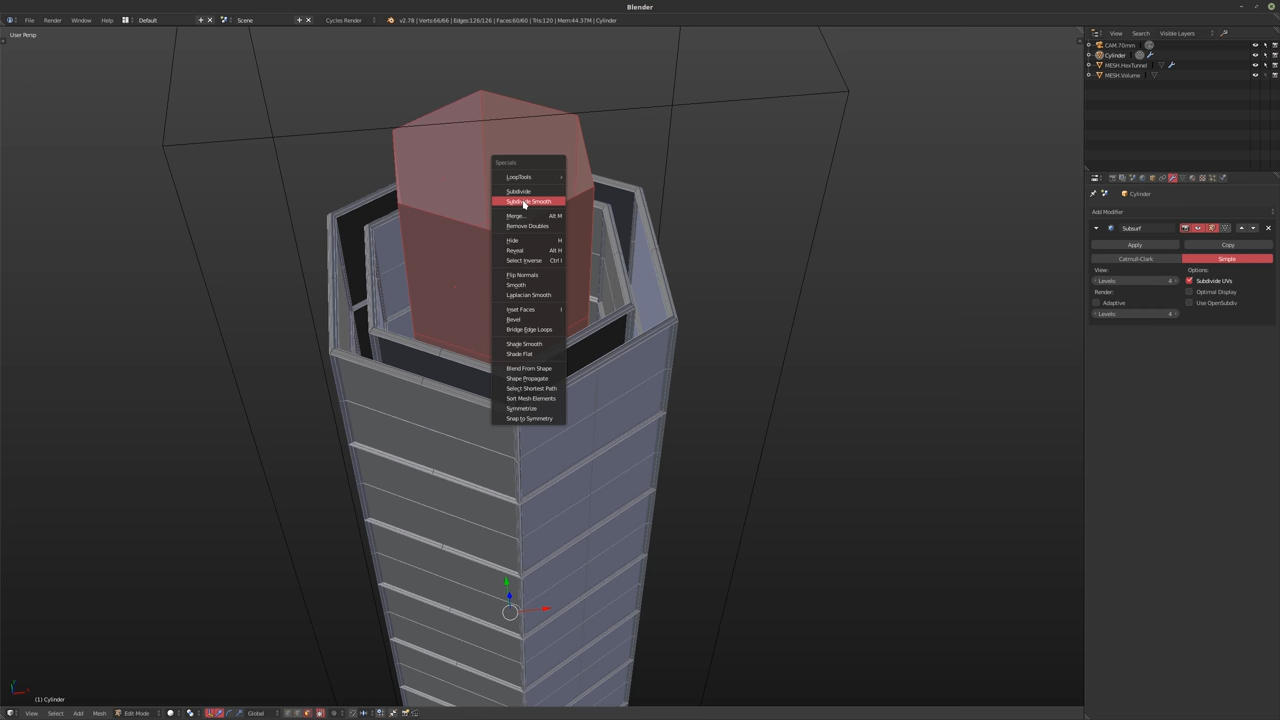 Blender
File Render Window Help Default Scene Cycles Render v2.78 | Verts:66/66 | Edges:126/126 | Faces:60/60 | Tris:120 | Mem:44.37M | Cylinder
User Persp
View Search Visible Layers
CAM.70mm
Cylinder
MESH.HexTunnel
MESH.Volume
Cylinder
Add Modifier
Subsurf
Apply Copy
Catmull-Clark Simple
View: Options:
Levels: 4 Subdivide UVs
Render: Optimal Display
Adaptive Use OpenSubdiv
Levels: 4
Specials
LoopTools
Subdivide
Subdivide Smooth
Merge... Alt M
Remove Doubles
Hide H
Reveal Alt H
Select Inverse Ctrl I
Flip Normals
Smooth
Laplacian Smooth
Inset Faces I
Bevel
Bridge Edge Loops
Shade Smooth
Shade Flat
Blend From Shape
Shape Propagate
Select Shortest Path
Sort Mesh Elements
Symmetrize
Snap to Symmetry
(1) Cylinder
View Select Add Mesh Edit Mode Global